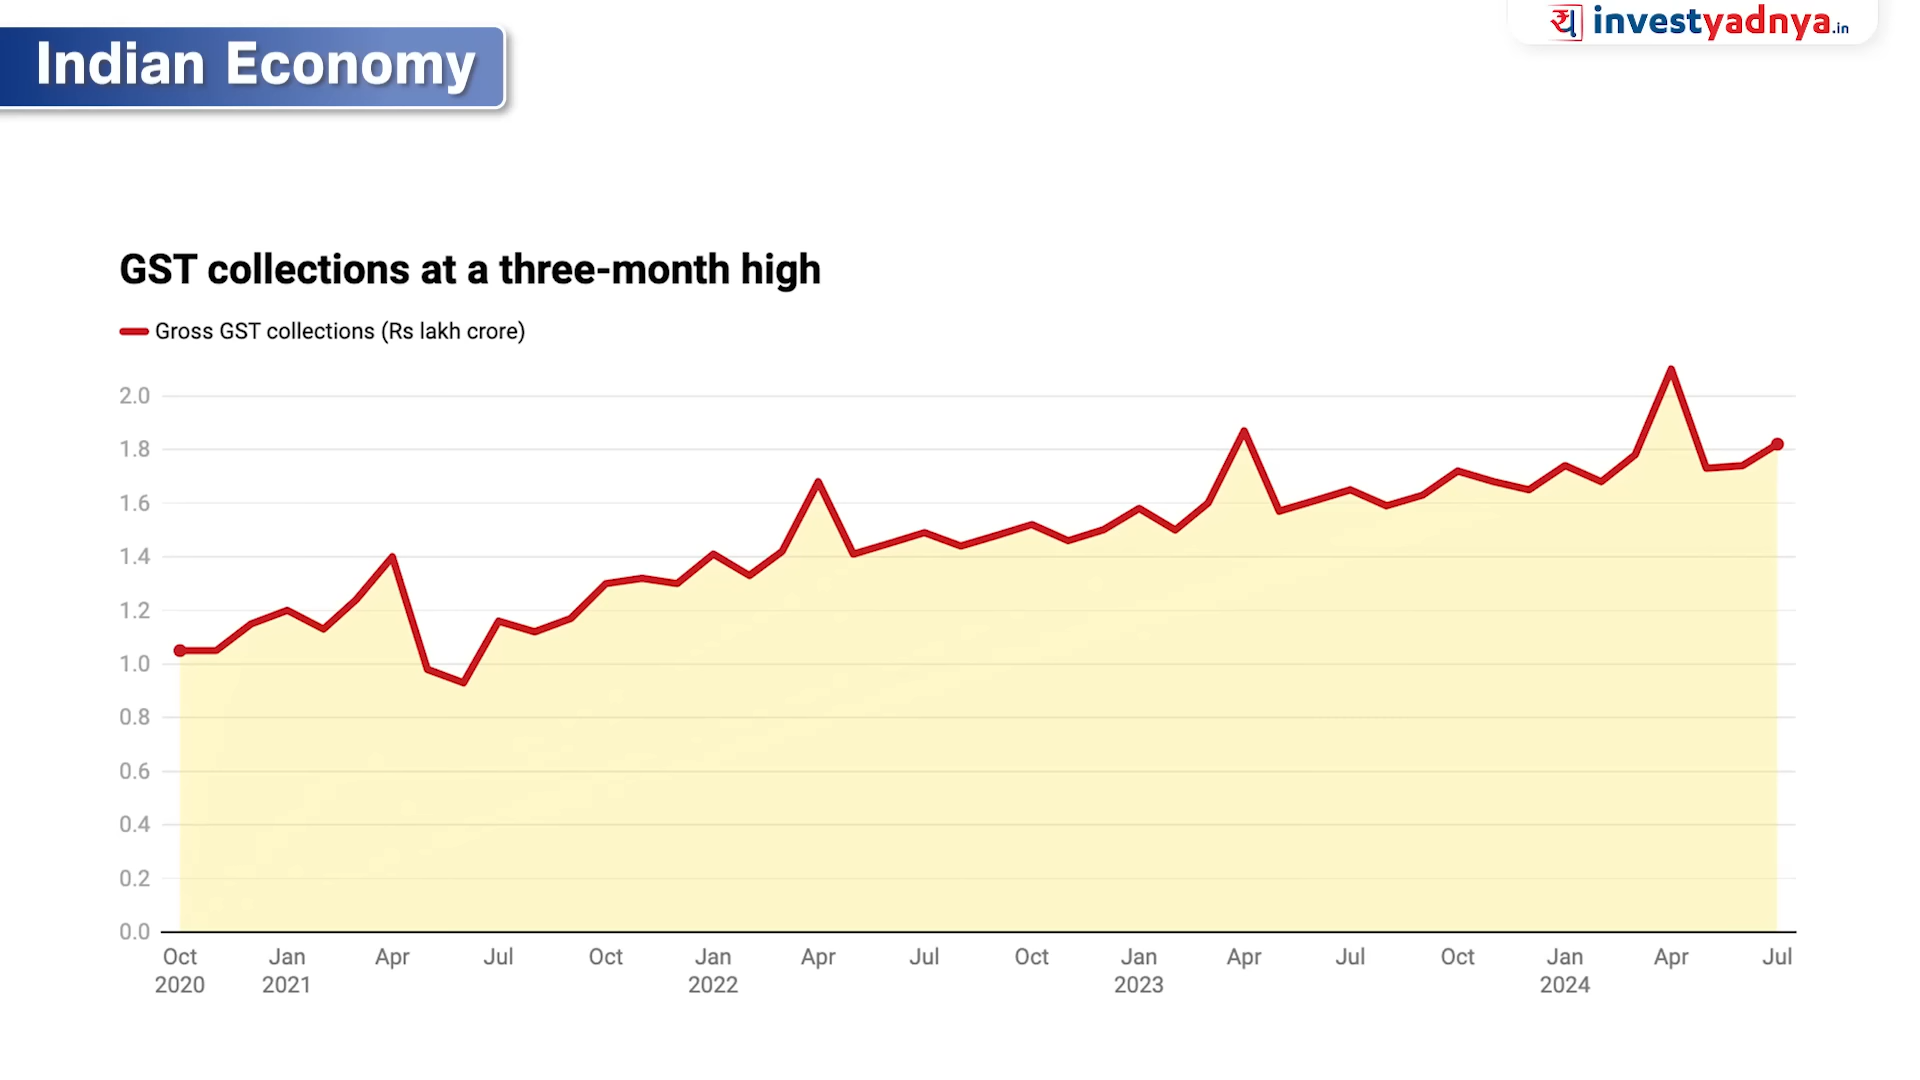 Indian Economy
investyadnya.in
GST collections at a three-month high
Gross GST collections (Rs lakh crore)
2.0
1.8
1.6
1.4
1.2
1.0
0.8
0.6
0.4
0.2
0.0
Oct Jan Apr Jul Oct Jan Apr Jul Oct Jan Apr Jul Oct Jan Apr Jul
2020 2021 2022 2023 2024